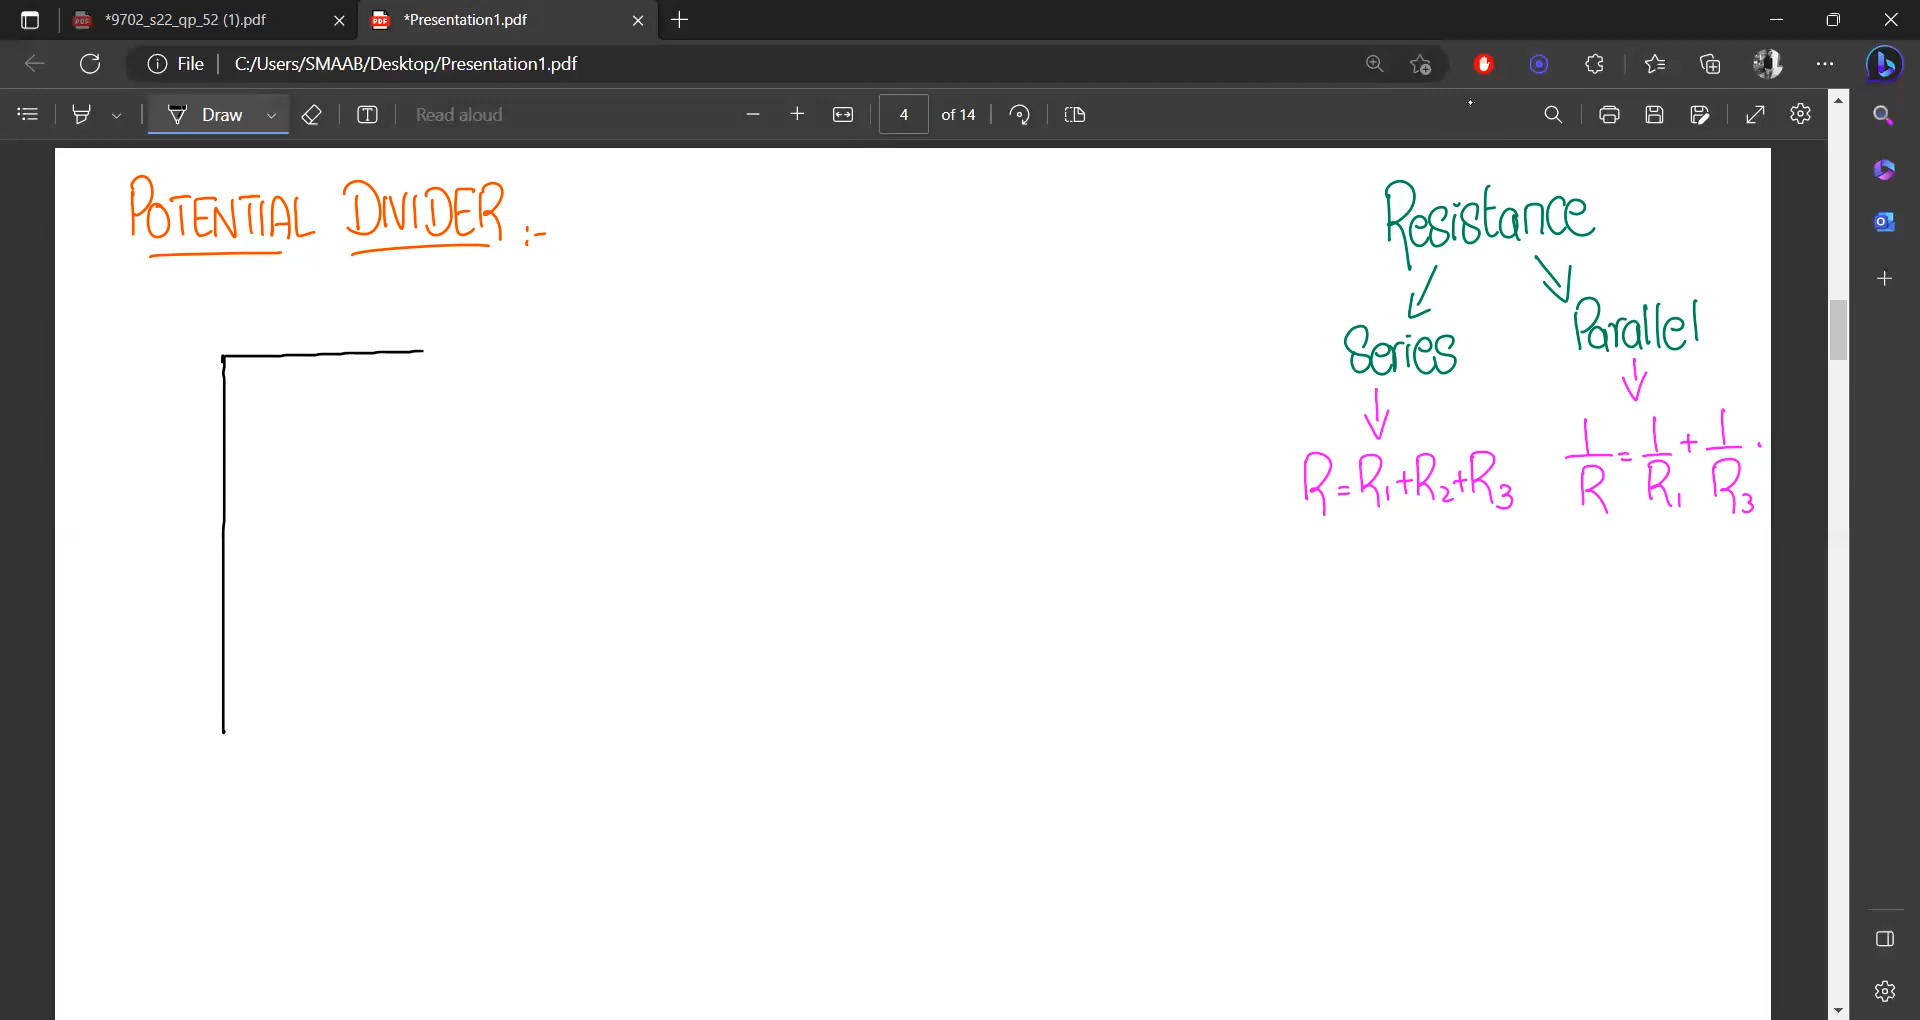 *9702_s22_qp_52 (1).pdf
*Presentation1.pdf
File
C:/Users/SMAAB/Desktop/Presentation1.pdf
Draw
Read aloud
4 of 14
POTENTIAL DIVIDER :-
Resistance
Series
Parallel
R=R₁+R₂+R₃
1/R = 1/R₁ + 1/R₃ .